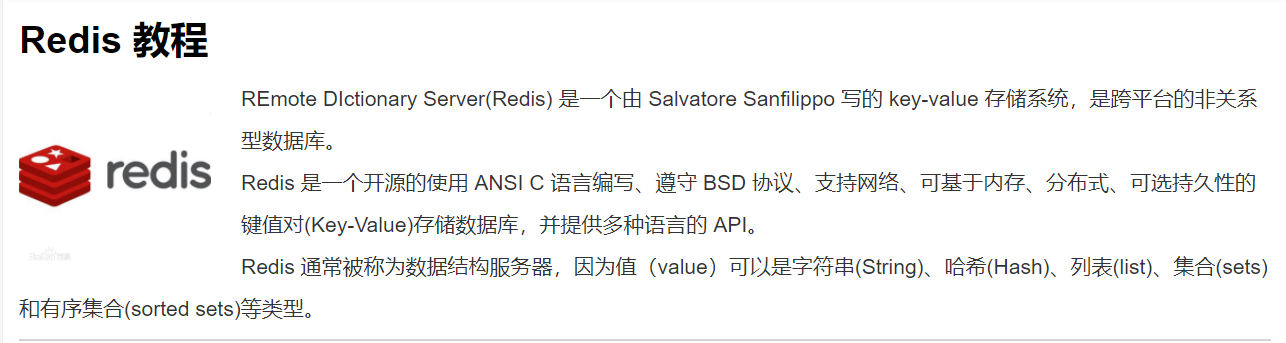 Redis 教程
REmote DIctionary Server(Redis) 是一个由 Salvatore Sanfilippo 写的 key-value 存储系统，是跨平台的非关系
型数据库。
redis
Redis 是一个开源的使用 ANSI C 语言编写、遵守 BSD 协议、支持网络、可基于内存、分布式、可选持久性的
键值对(Key-Value)存储数据库，并提供多种语言的 API。
Redis 通常被称为数据结构服务器，因为值（value）可以是字符串(String)、哈希(Hash)、列表(list)、集合(sets)
和有序集合(sorted sets)等类型。